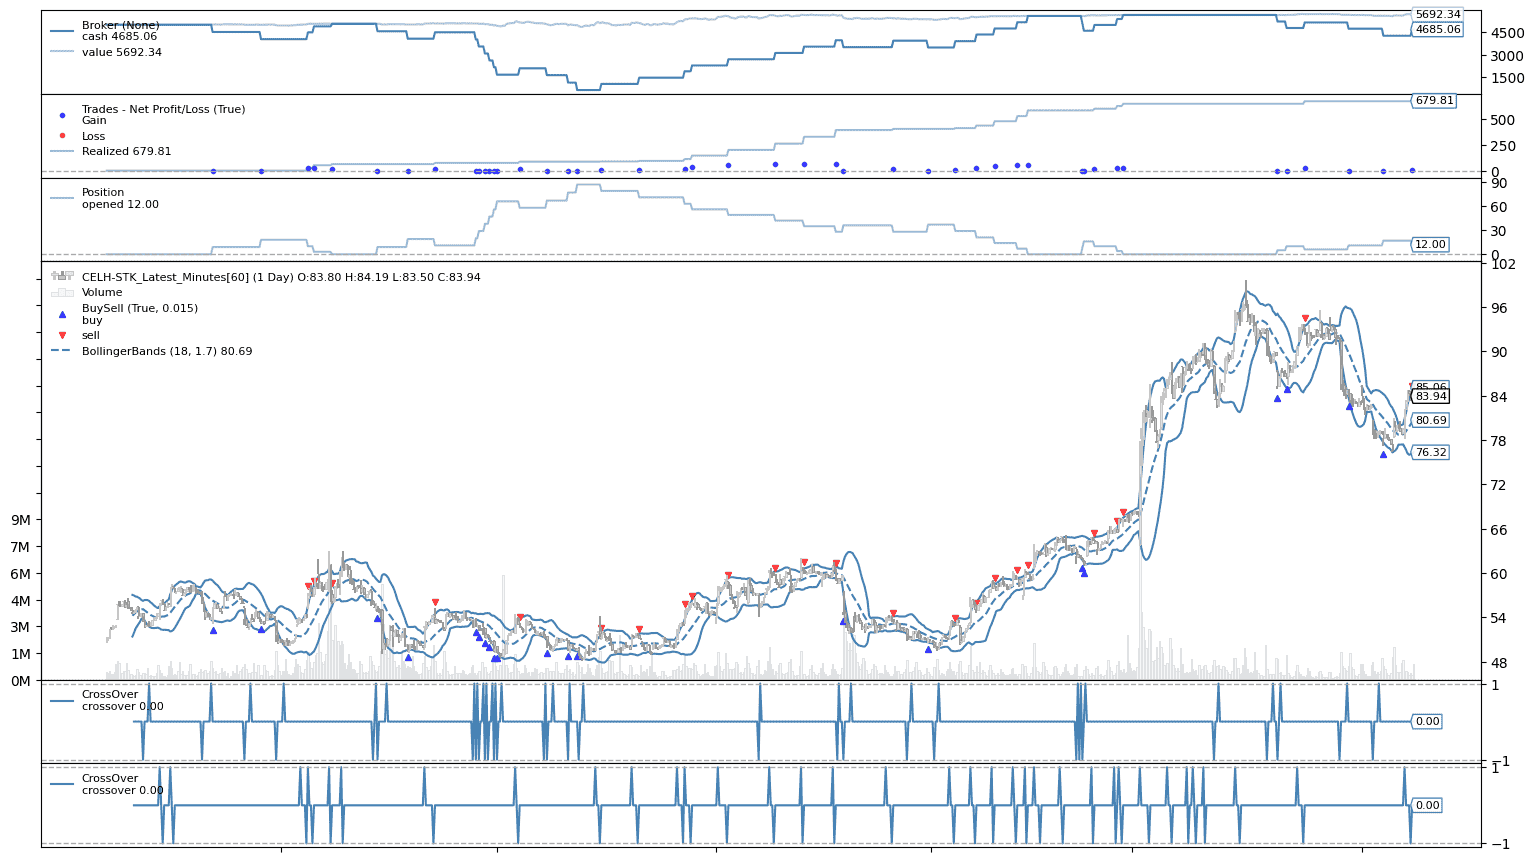 Broker (None)
cash 4685.06
value 5692.34
5692.34
4685.06
4500
3000
1500
Trades - Net Profit/Loss (True)
Gain
Loss
Realized 679.81
679.81
500
250
0
Position
opened 12.00
90
60
30
12.00
0
CELH-STK_Latest_Minutes[60] (1 Day) O:83.80 H:84.19 L:83.50 C:83.94
Volume
BuySell (True, 0.015)
buy
sell
BollingerBands (18, 1.7) 80.69
102
96
90
85.06
84
83.94
80.69
78
76.32
72
66
60
54
48
9M
7M
6M
4M
3M
1M
0M
CrossOver
crossover 0.00
1
0.00
−1
CrossOver
crossover 0.00
1
0.00
−1